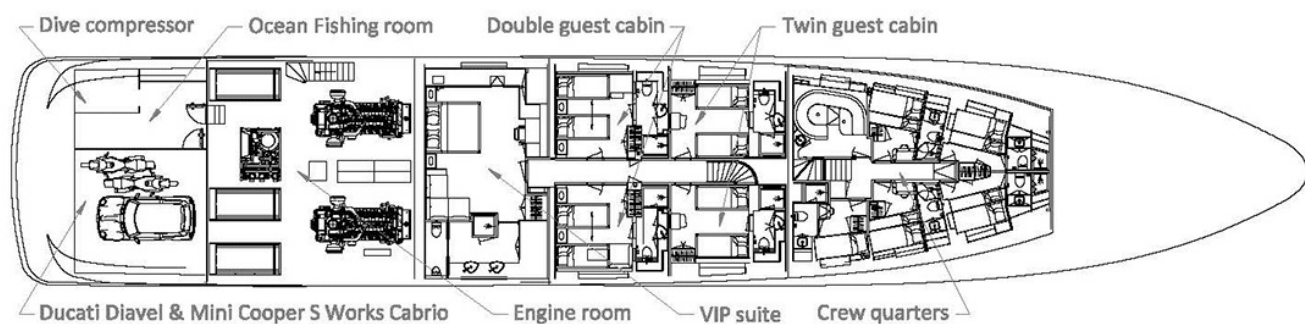 Dive compressor
Ocean Fishing room
Double guest cabin
Twin guest cabin
Ducati Diavel & Mini Cooper S Works Cabrio
Engine room
VIP suite
Crew quarters